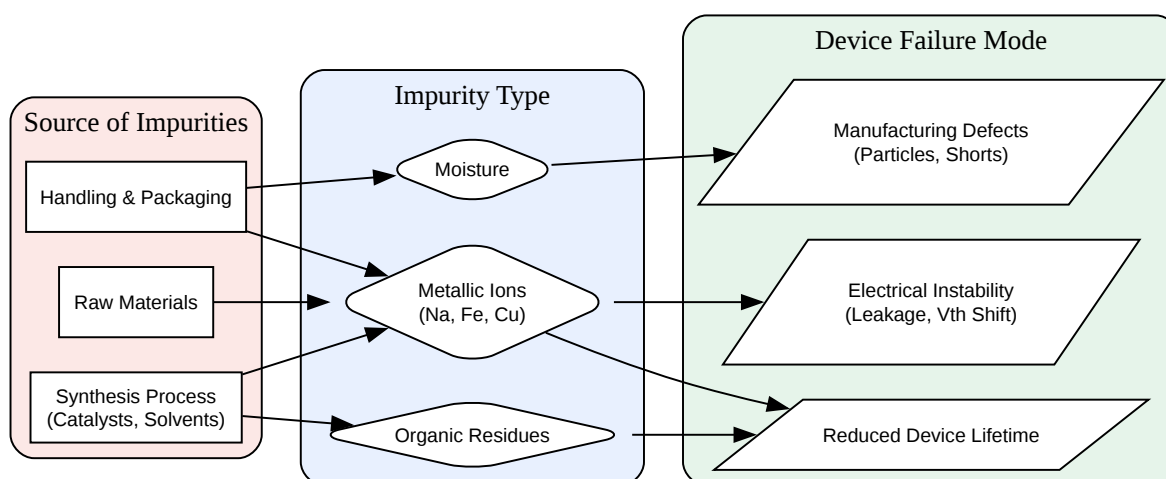 Source of Impurities
Handling & Packaging
Raw Materials
Synthesis Process
(Catalysts, Solvents)
Impurity Type
Moisture
Metallic Ions
(Na, Fe, Cu)
Organic Residues
Device Failure Mode
Manufacturing Defects
(Particles, Shorts)
Electrical Instability
(Leakage, Vth Shift)
Reduced Device Lifetime